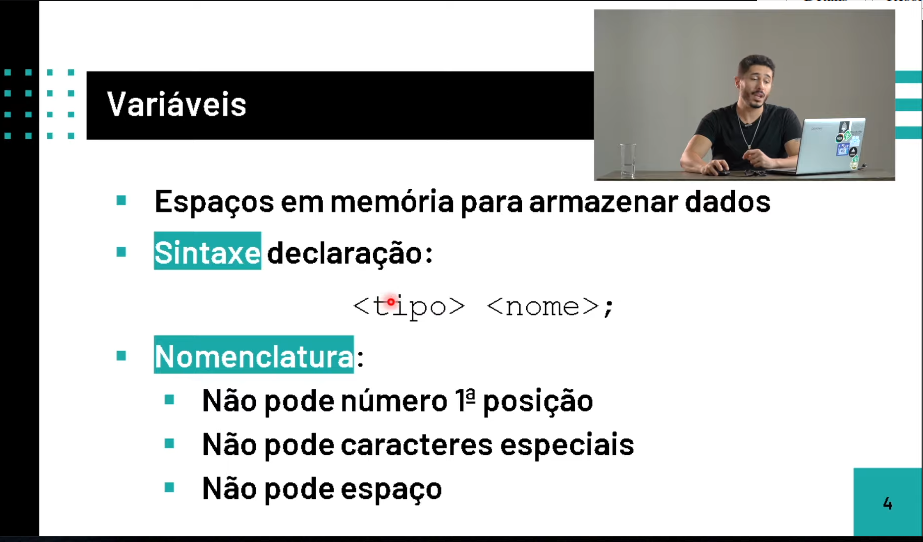 Variáveis
Espaços em memória para armazenar dados
Sintaxe declaração:
<tipo> <nome>;
Nomenclatura:
Não pode número 1ª posição
Não pode caracteres especiais
Não pode espaço
4